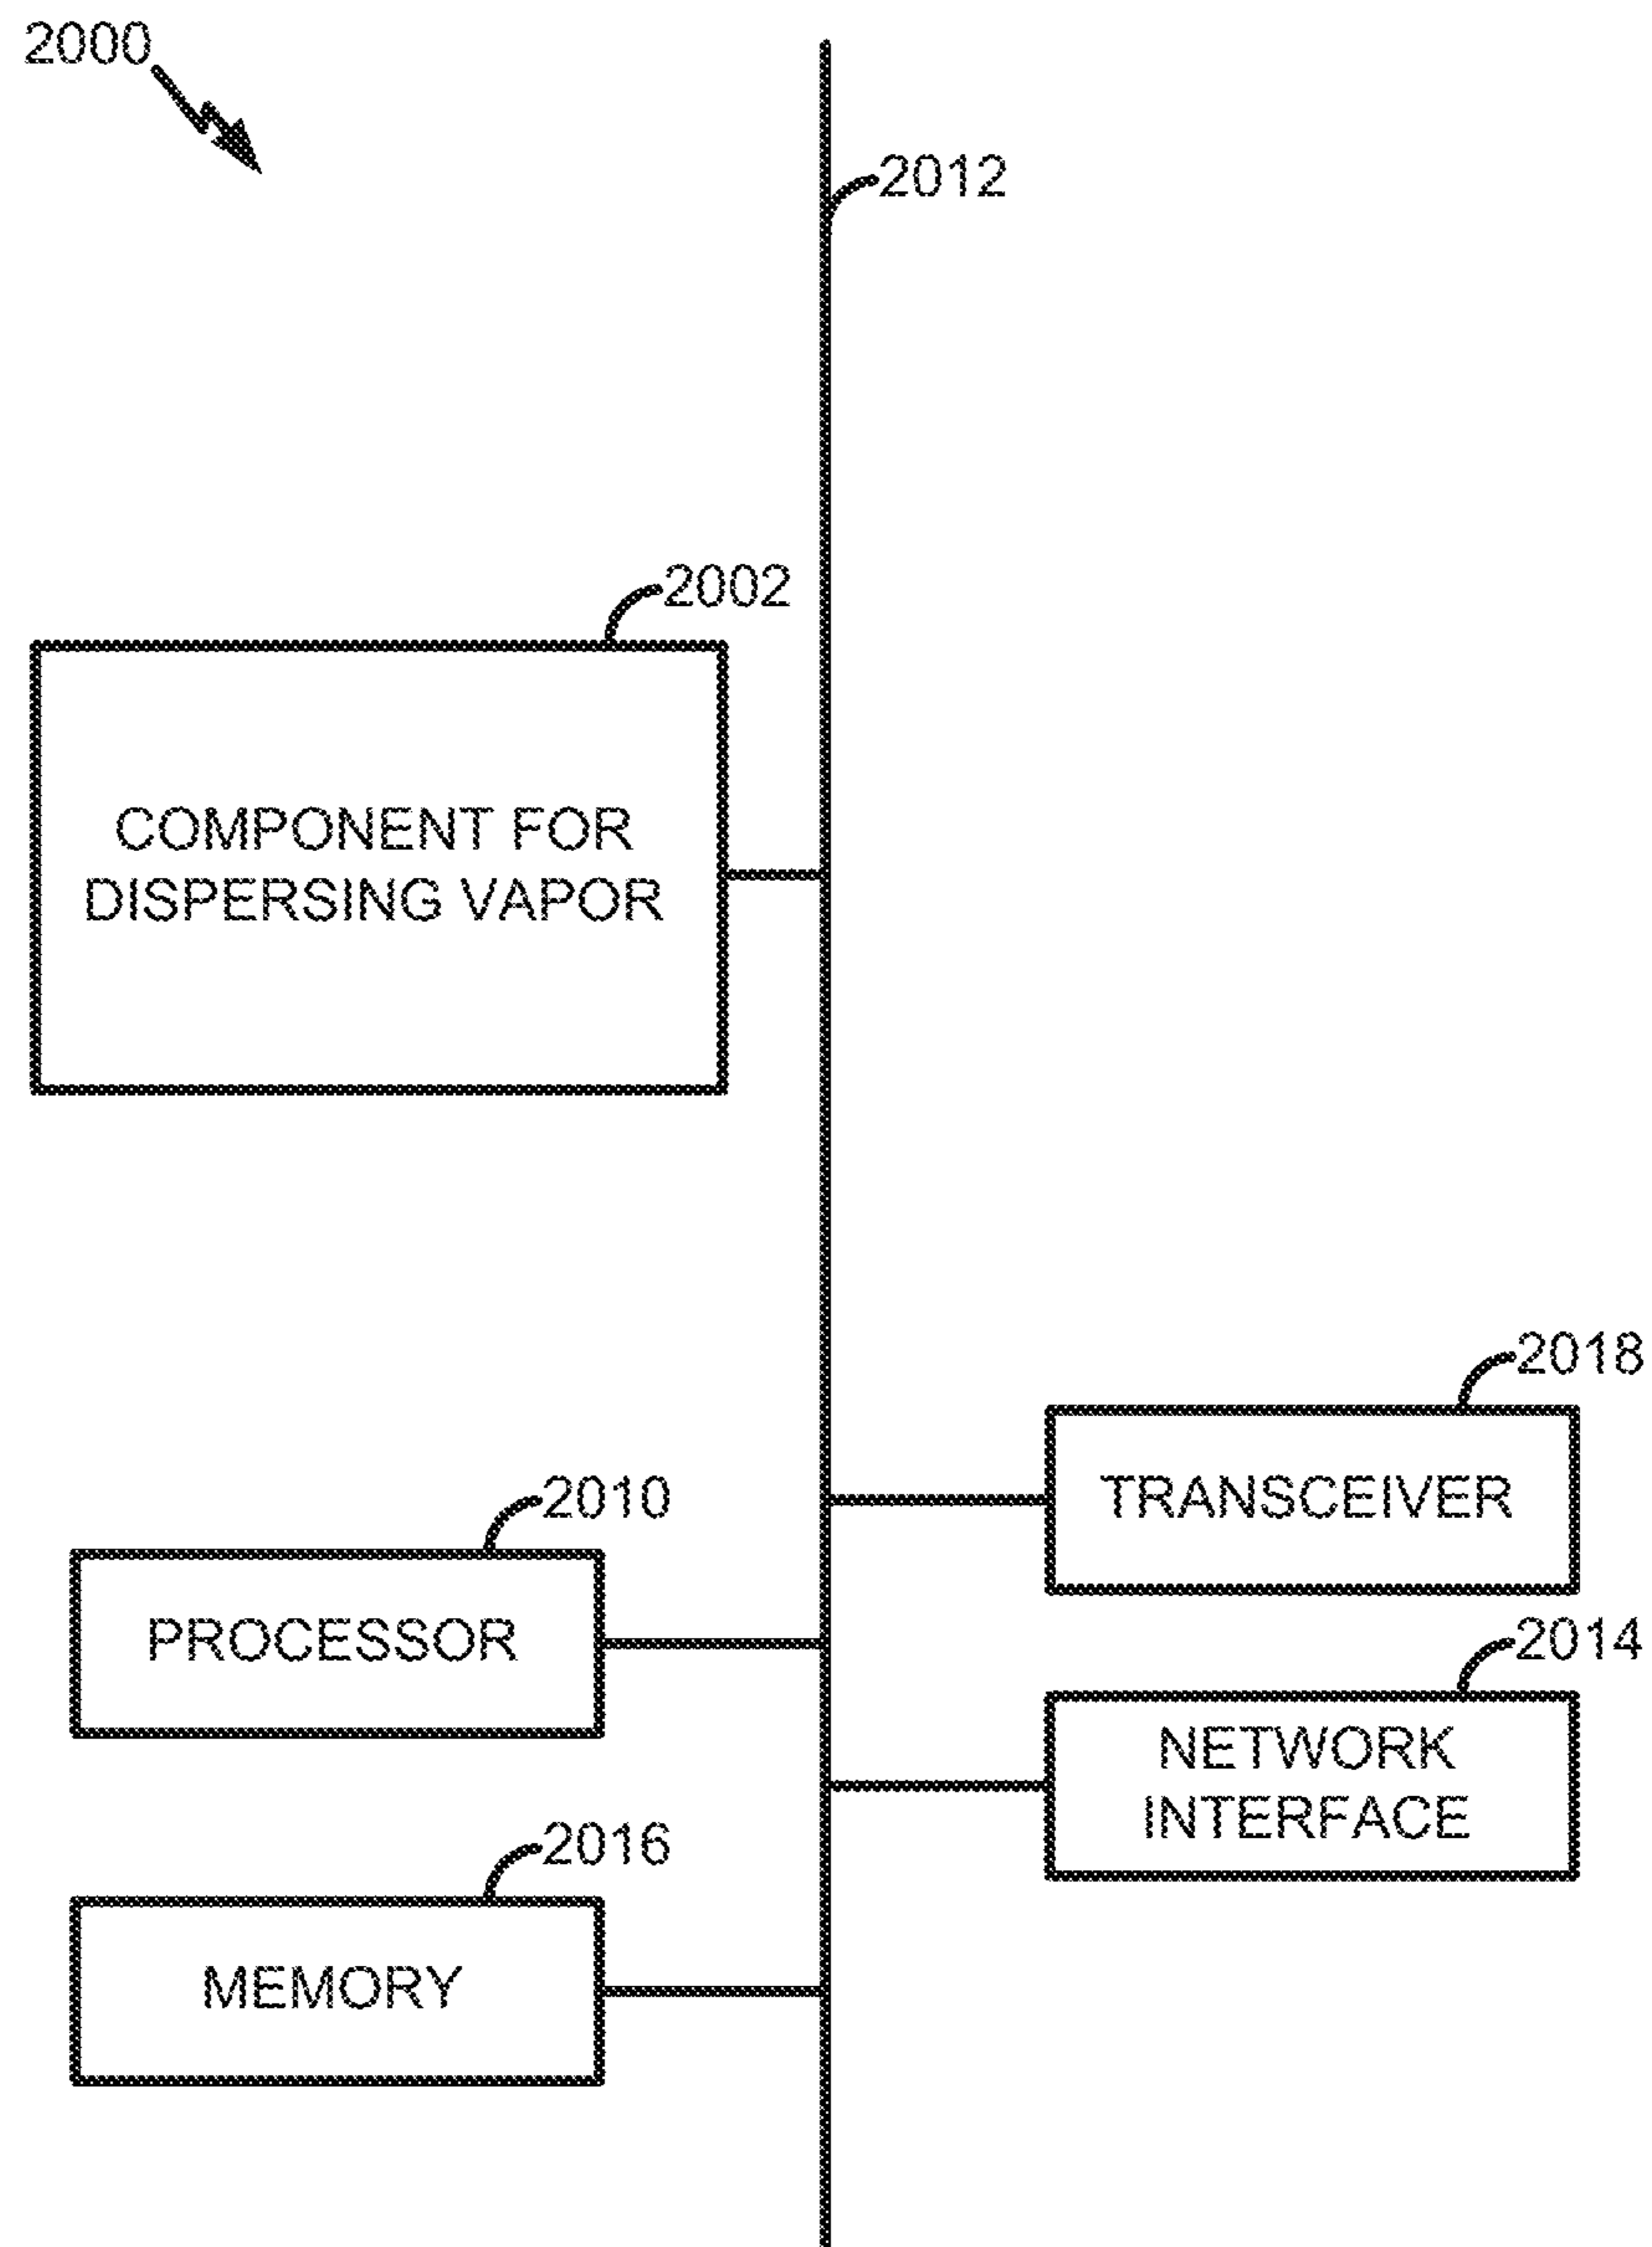 2000
2012
2002
COMPONENT FOR
DISPERSING VAPOR
2018
TRANSCEIVER
2010
PROCESSOR
2014
NETWORK
INTERFACE
2016
MEMORY